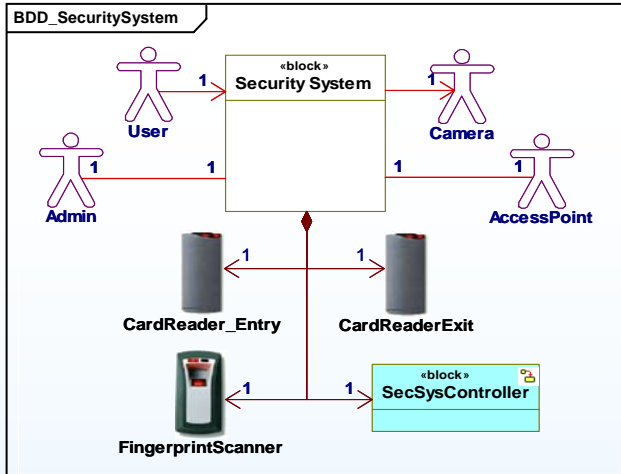 BDD_SecuritySystem
«block»
Security System
1
User
1
Camera
1
1
Admin
1
1
AccessPoint
1
1
CardReader_Entry
CardReaderExit
1
1
«block»
SecSysController
FingerprintScanner